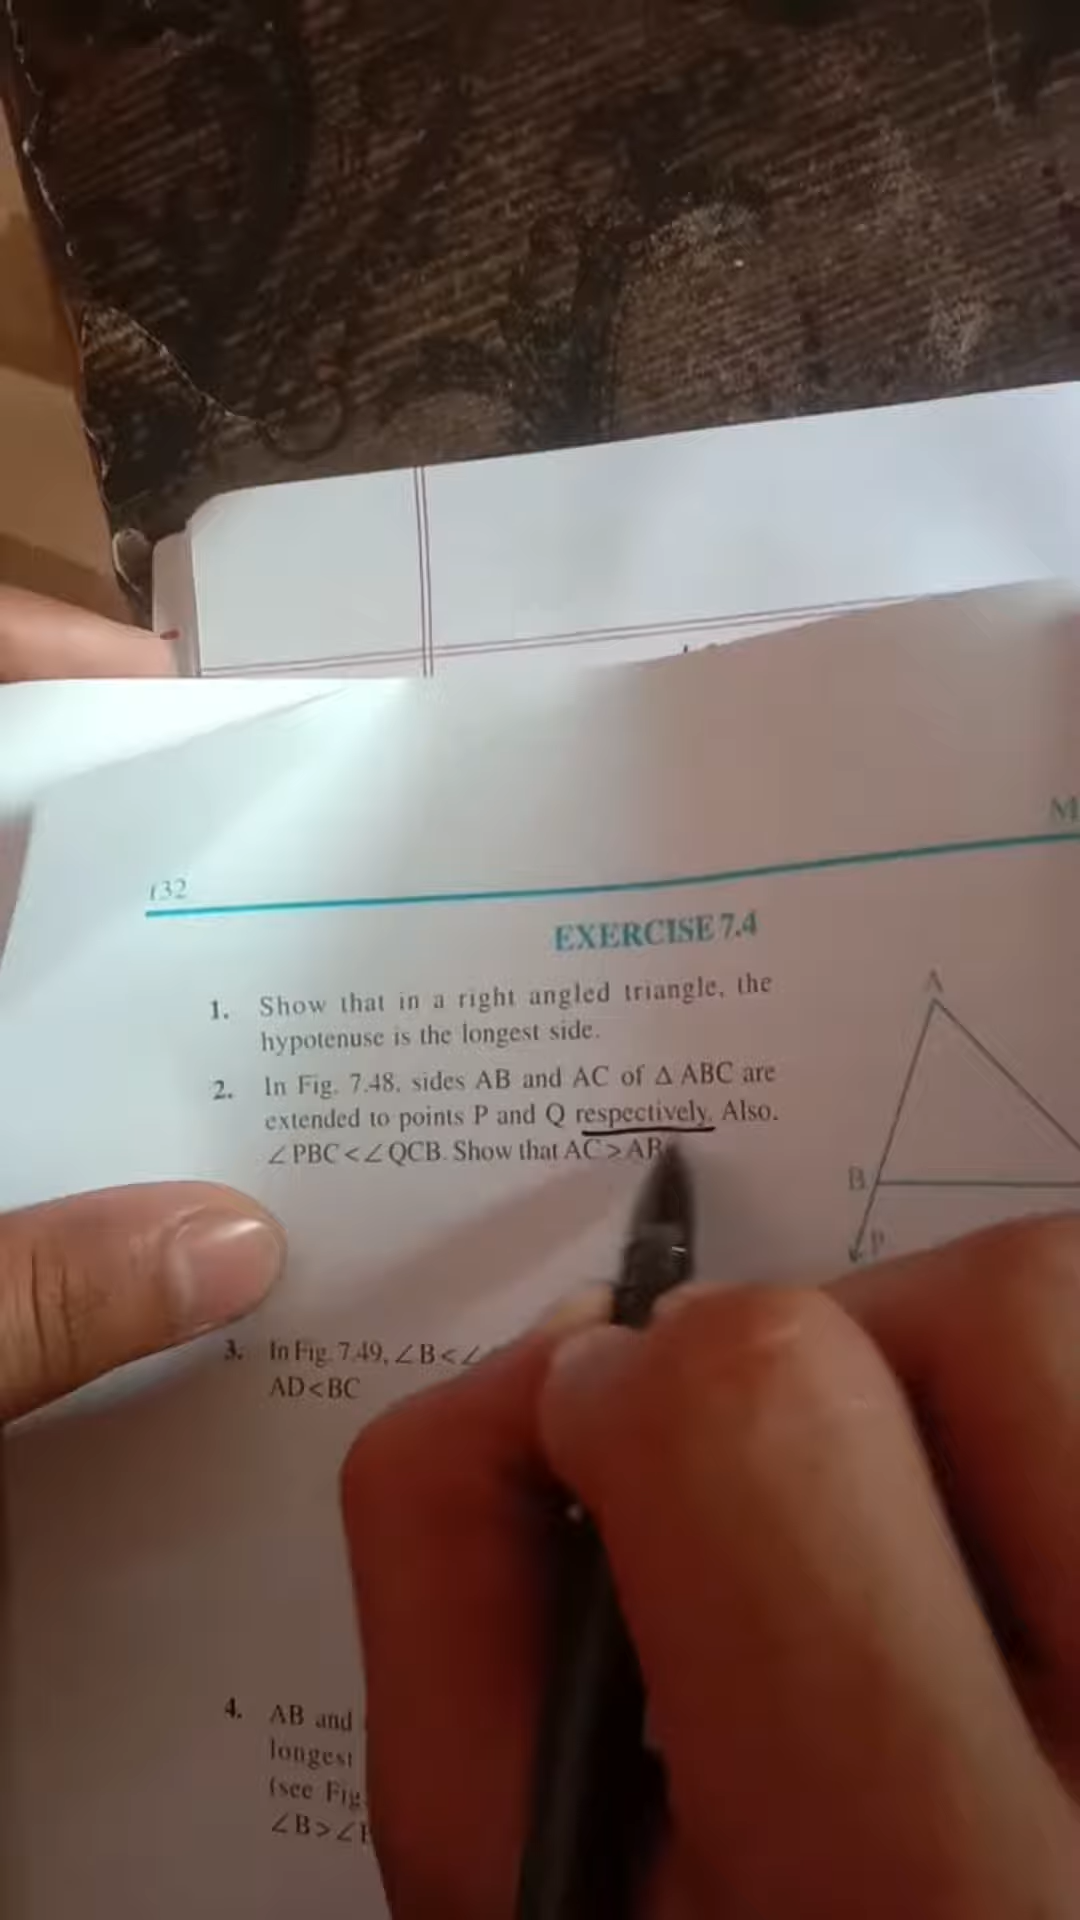 132
M
EXERCISE 7.4
1. Show that in a right angled triangle, the
hypotenuse is the longest side.
2. In Fig. 7.48, sides AB and AC of Δ ABC are
extended to points P and Q respectively. Also,
∠PBC<∠QCB. Show that AC>AB
3. In Fig. 7.49, ∠B<∠
AD<BC
4. AB and
longest
(see Fig.
∠B>∠
A
B
P